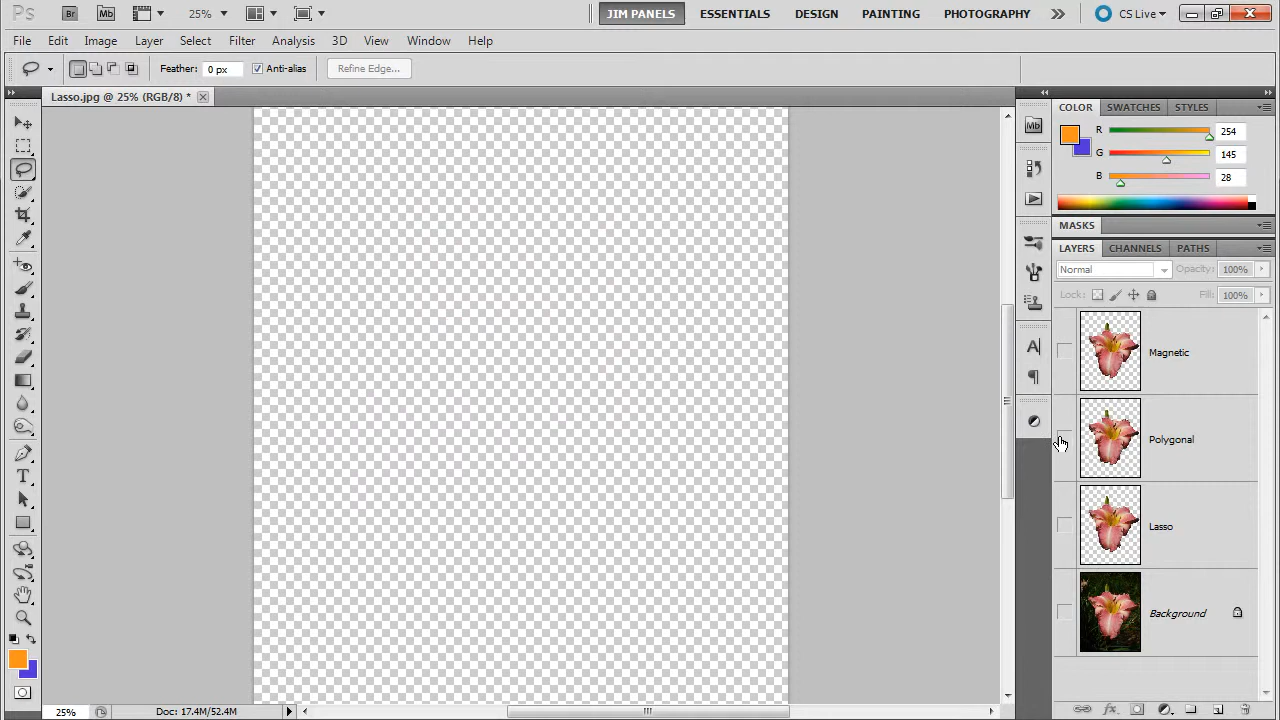 Ps Br Mb 25% JIM PANELS ESSENTIALS DESIGN PAINTING PHOTOGRAPHY CS Live
File Edit Image Layer Select Filter Analysis 3D View Window Help
Feather: 0 px Anti-alias Refine Edge...
Lasso.jpg @ 25% (RGB/8) *
COLOR SWATCHES STYLES
Mb
R 254
G 145
B 28
MASKS
LAYERS CHANNELS PATHS
Normal Opacity: 100%
Lock: Fill: 100%
Magnetic
Polygonal
Lasso
Background
25% Doc: 17.4M/52.4M